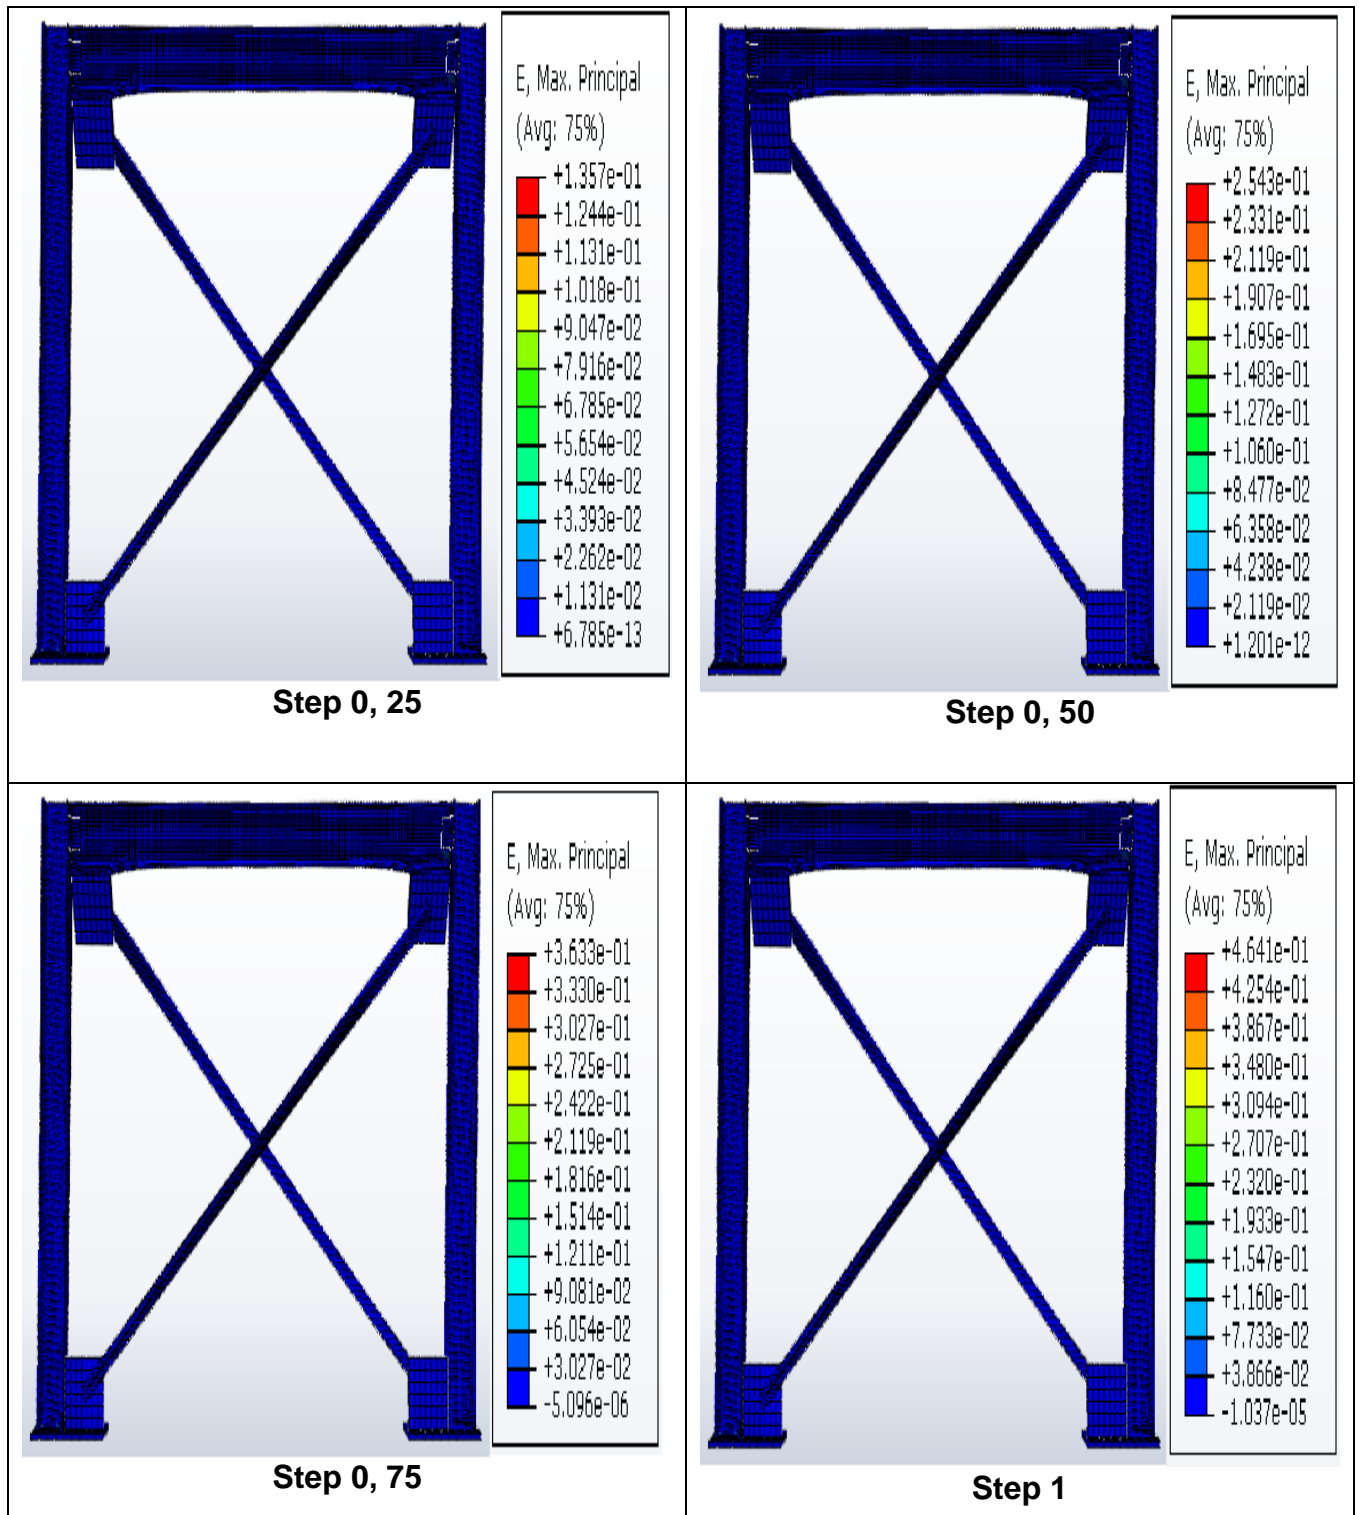 E, Max. Principal
(Avg: 75%)
+1.357e-01
+1.244e-01
+1.131e-01
+1.018e-01
+9.047e-02
+7.916e-02
+6.785e-02
+5.654e-02
+4.524e-02
+3.393e-02
+2.262e-02
+1.131e-02
+6.785e-13
Step 0, 25
E, Max. Principal
(Avg: 75%)
+2.543e-01
+2.331e-01
+2.119e-01
+1.907e-01
+1.695e-01
+1.483e-01
+1.272e-01
+1.060e-01
+8.477e-02
+6.358e-02
+4.238e-02
+2.119e-02
+1.201e-12
Step 0, 50
E, Max. Principal
(Avg: 75%)
+3.633e-01
+3.330e-01
+3.027e-01
+2.725e-01
+2.422e-01
+2.119e-01
+1.816e-01
+1.514e-01
+1.211e-01
+9.081e-02
+6.054e-02
+3.027e-02
-5.096e-06
Step 0, 75
E, Max. Principal
(Avg: 75%)
+4.641e-01
+4.254e-01
+3.867e-01
+3.480e-01
+3.094e-01
+2.707e-01
+2.320e-01
+1.933e-01
+1.547e-01
+1.160e-01
+7.733e-02
+3.866e-02
-1.037e-05
Step 1